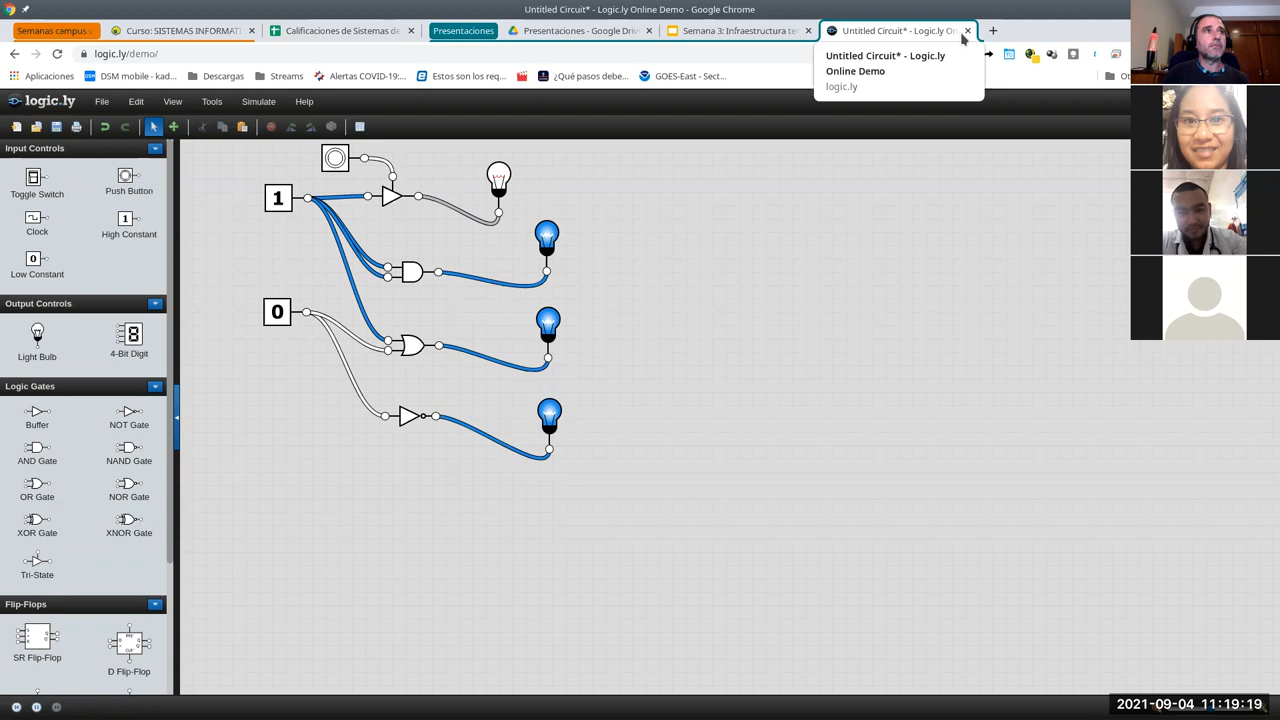 Untitled Circuit* - Logic.ly Online Demo - Google Chrome
Semanas campus v
Curso: SISTEMAS INFORMATI
Calificaciones de Sistemas de
Presentaciones
Presentaciones - Google Drive
Semana 3: Infraestructura te
Untitled Circuit* - Logic.ly On
logic.ly/demo/
Untitled Circuit* - Logic.ly
Online Demo
logic.ly
Aplicaciones
DSM mobile - kad...
Descargas
Alertas COVID-19:...
Estos son los req...
¿Qué pasos debe...
GOES-East - Sect...
logic.ly
File
Edit
View
Tools
Simulate
Help
Input Controls
Toggle Switch
Push Button
Clock
High Constant
Low Constant
Output Controls
Light Bulb
4-Bit Digit
Logic Gates
Buffer
NOT Gate
AND Gate
NAND Gate
OR Gate
NOR Gate
XOR Gate
XNOR Gate
Tri-State
Flip-Flops
SR Flip-Flop
D Flip-Flop
1
0
2021-09-04 11:19:19